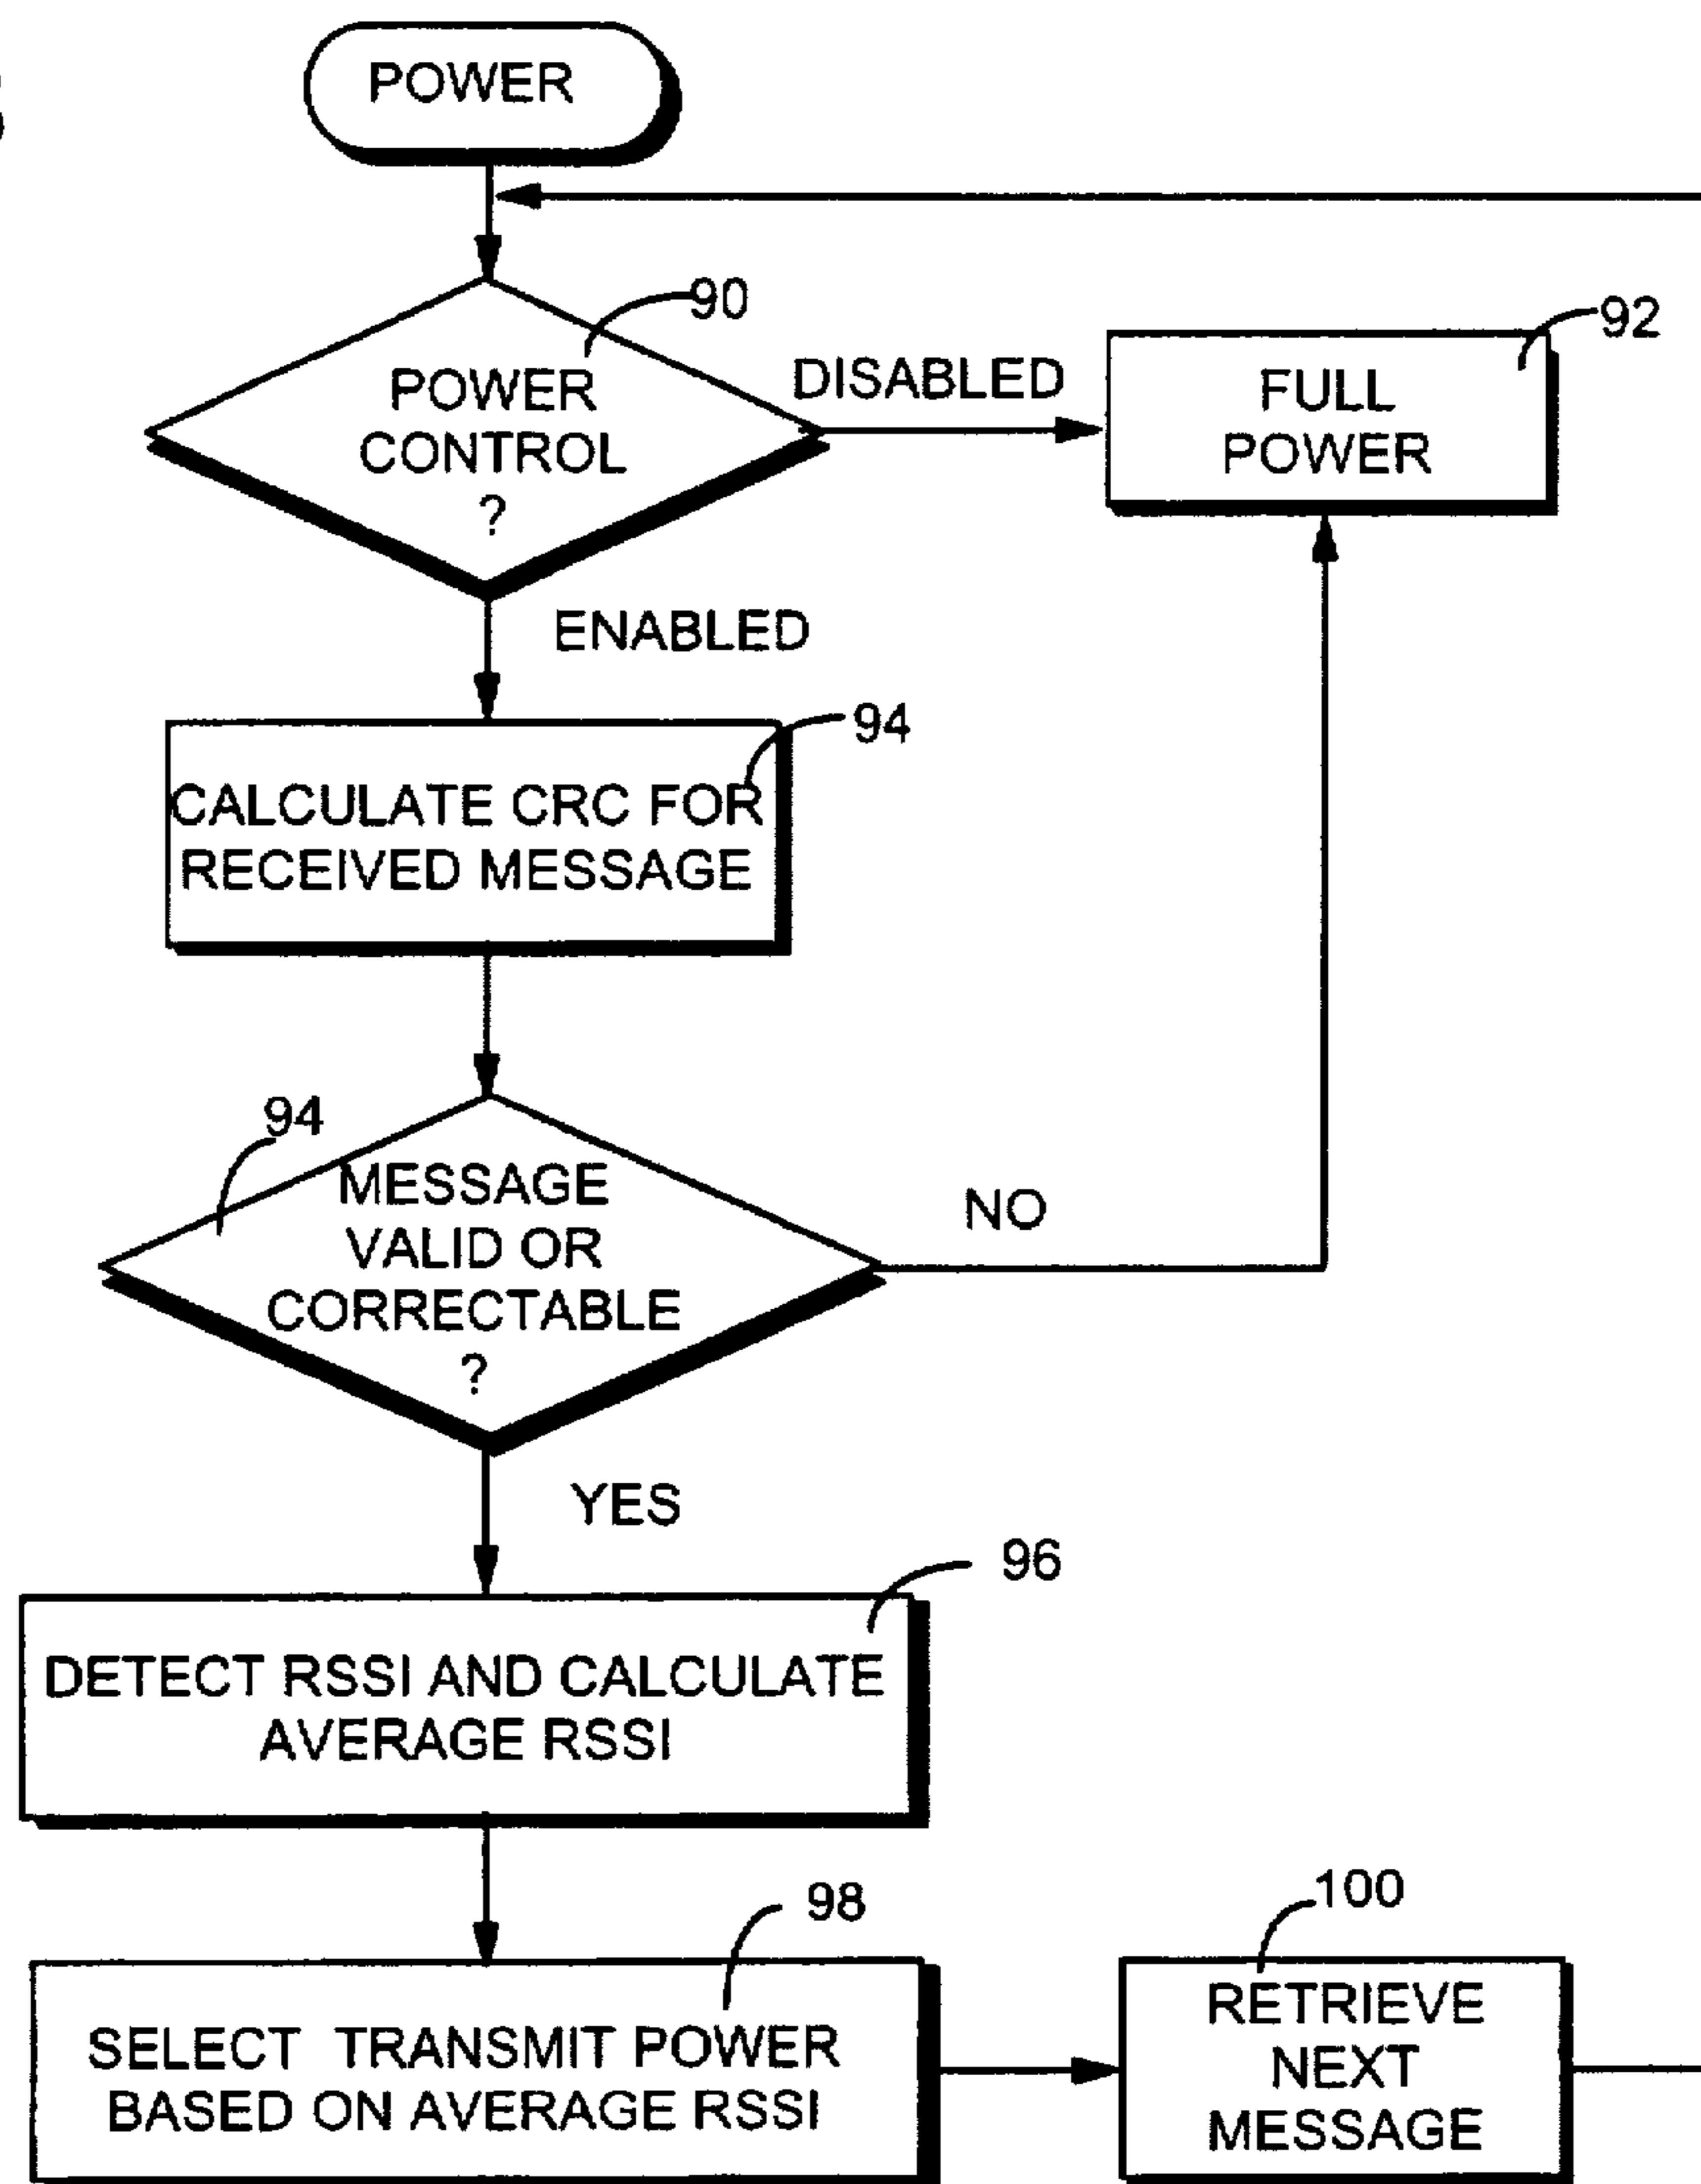 POWER
90
POWER
CONTROL
?
DISABLED
92
FULL
POWER
ENABLED
94
CALCULATE CRC FOR
RECEIVED MESSAGE
94
MESSAGE
VALID OR
CORRECTABLE
?
NO
YES
96
DETECT RSSI AND CALCULATE
AVERAGE RSSI
98
SELECT TRANSMIT POWER
BASED ON AVERAGE RSSI
100
RETRIEVE
NEXT
MESSAGE